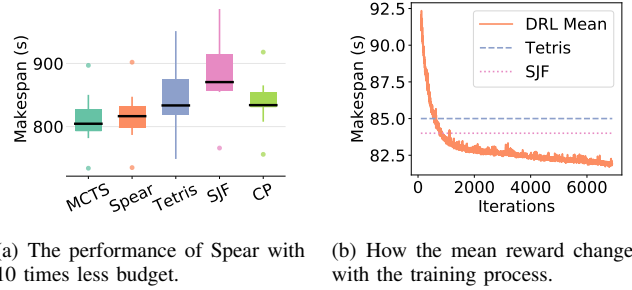 Makespan (s)
900
800
MCTS
Spear
Tetris
SJF
CP
Makespan (s)
92.5
90.0
87.5
85.0
82.5
DRL Mean
Tetris
SJF
0
2000
4000
6000
Iterations
(a) The performance of Spear with
10 times less budget.
(b) How the mean reward change
with the training process.